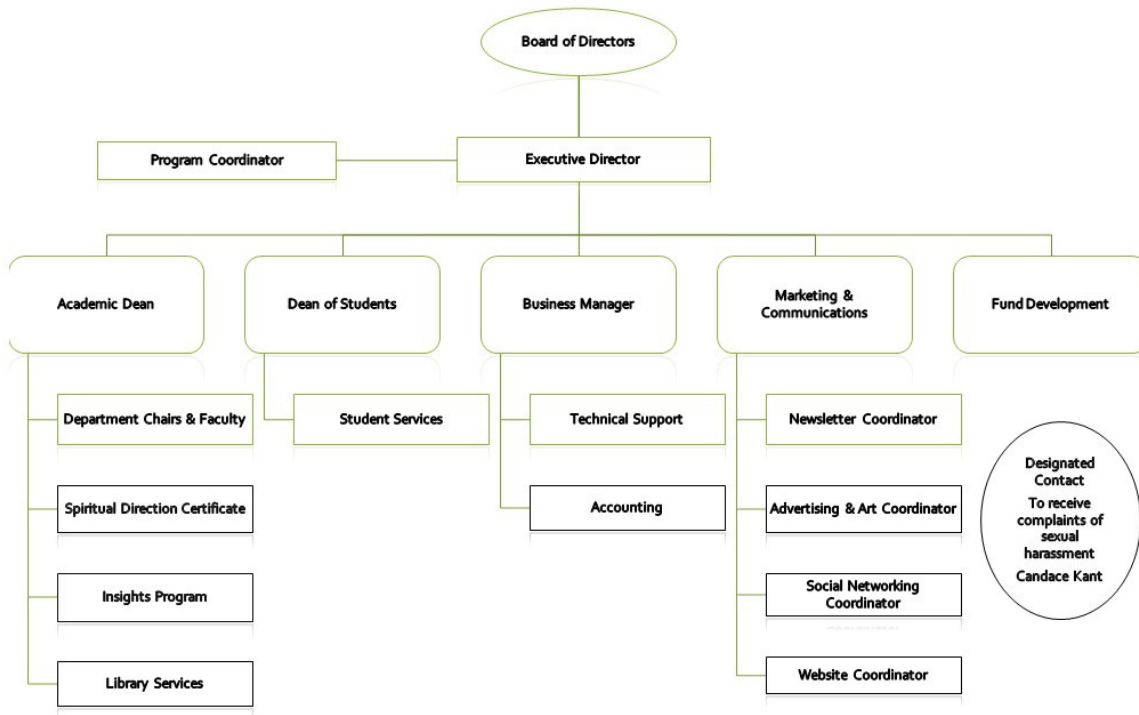 Board of Directors
Program Coordinator
Executive Director
Academic Dean
Dean of Students
Business Manager
Marketing &
Communications
Fund Development
Department Chairs & Faculty
Student Services
Technical Support
Newsletter Coordinator
Spiritual Direction Certificate
Accounting
Advertising & Art Coordinator
Insights Program
Social Networking
Coordinator
Library Services
Website Coordinator
Designated
Contact
To receive
complaints of
sexual
harassment
Candace Kant